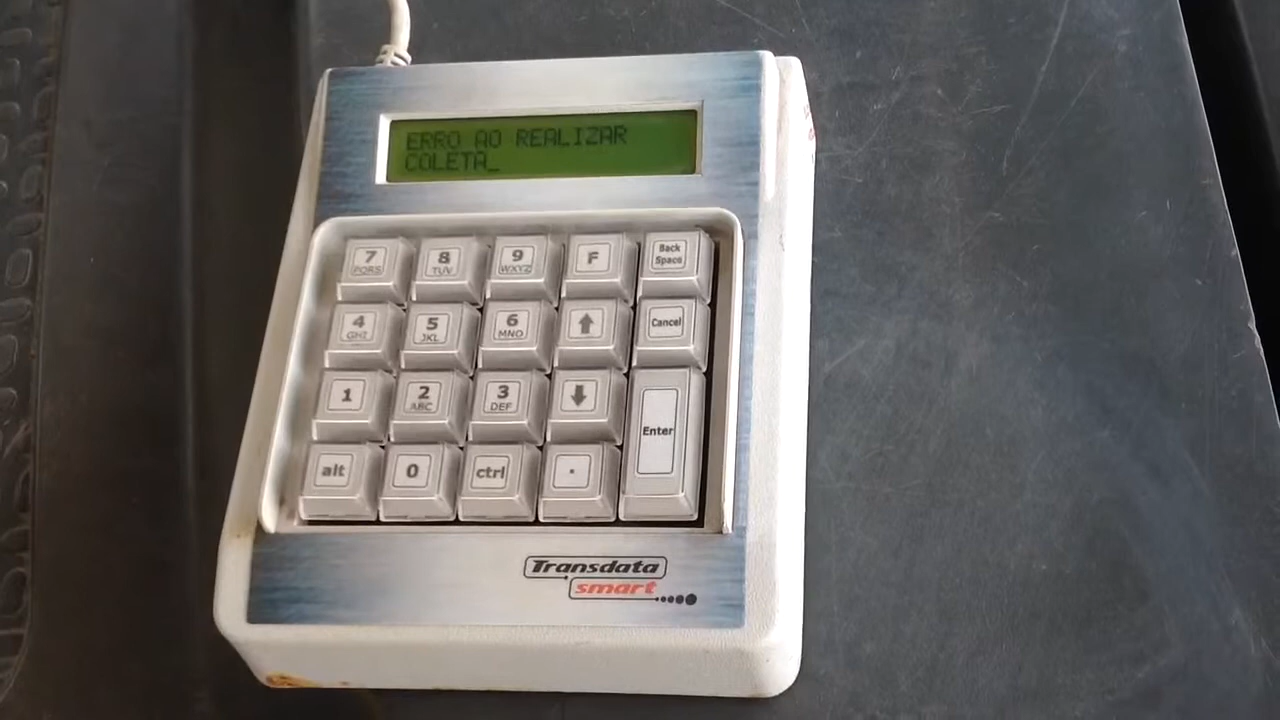 ERRO AO REALIZAR
COLETA_
7 8 9 F Back Space
PQRS TUV WXYZ
4 5 6 Cancel
GHI JKL MNO
1 2 3 Enter
ABC DEF
alt 0 ctrl .
Transdata
smart